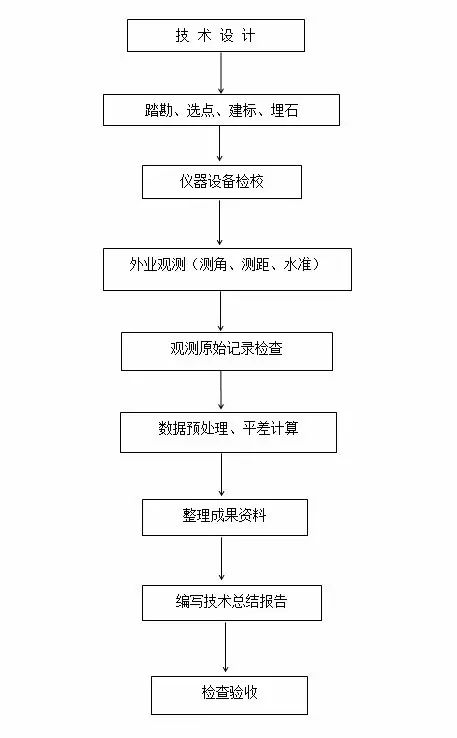 技 术 设 计
踏勘、选点、建标、埋石
仪器设备检校
外业观测（测角、测距、水准）
观测原始记录检查
数据预处理、平差计算
整理成果资料
编写技术总结报告
检查验收